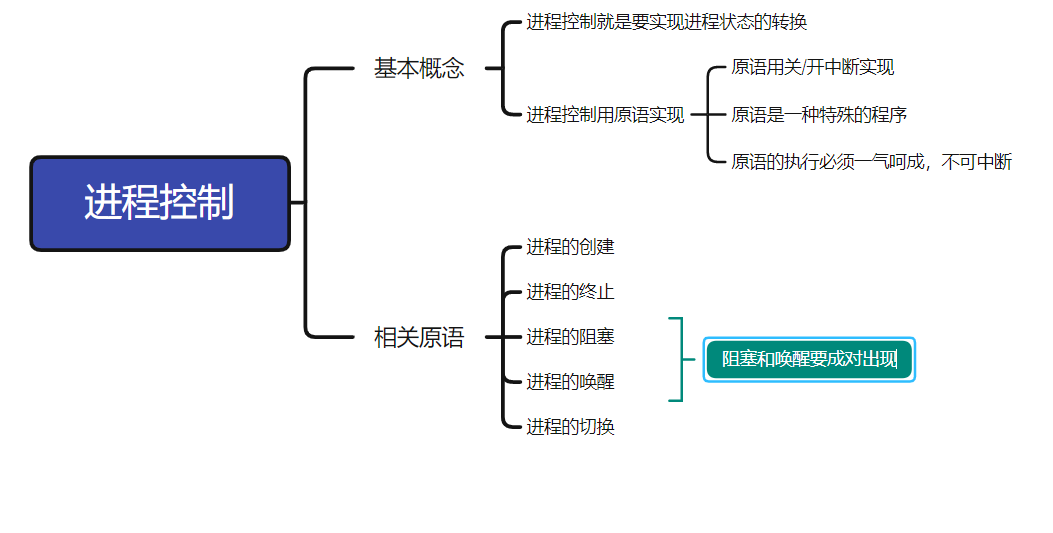 进程控制
基本概念
进程控制就是要实现进程状态的转换
进程控制用原语实现
原语用关/开中断实现
原语是一种特殊的程序
原语的执行必须一气呵成，不可中断
相关原语
进程的创建
进程的终止
进程的阻塞
进程的唤醒
进程的切换
阻塞和唤醒要成对出现